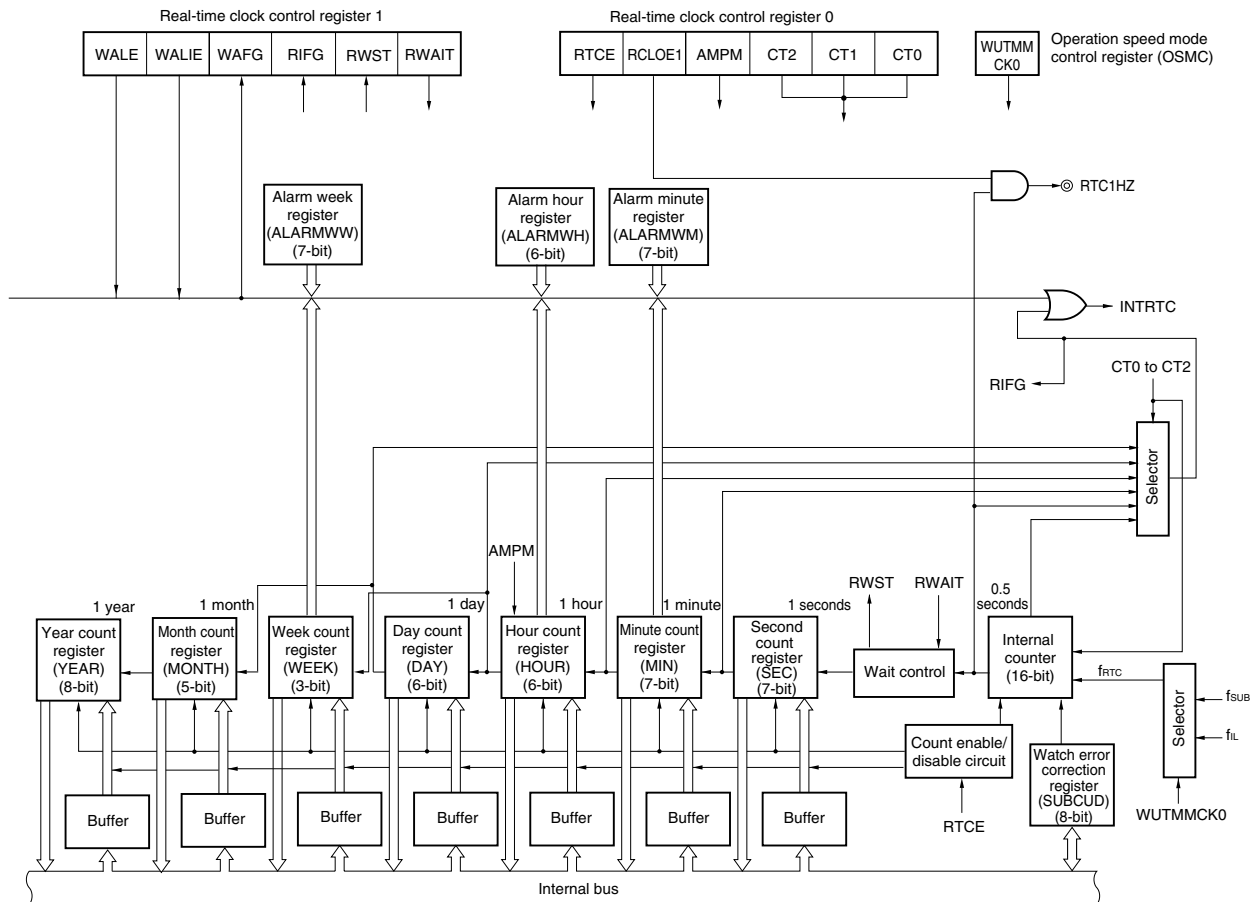 Real-time clock control register 1
WALE WALIE WAFG RIFG RWST RWAIT
Real-time clock control register 0
RTCE RCLOE1 AMPM CT2 CT1 CT0
WUTMM
CK0
Operation speed mode
control register (OSMC)
Alarm week
register
(ALARMWW)
(7-bit)
Alarm hour
register
(ALARMWH)
(6-bit)
Alarm minute
register
(ALARMWM)
(7-bit)
RTC1HZ
INTRTC
RIFG
CT0 to CT2
Selector
AMPM
RWST
RWAIT
0.5
seconds
1 year
1 month
1 day
1 hour
1 minute
1 seconds
Year count
register
(YEAR)
(8-bit)
Month count
register
(MONTH)
(5-bit)
Week count
register
(WEEK)
(3-bit)
Day count
register
(DAY)
(6-bit)
Hour count
register
(HOUR)
(6-bit)
Minute count
register
(MIN)
(7-bit)
Second
count
register
(SEC)
(7-bit)
Wait control
Internal
counter
(16-bit)
fRTC
Selector
fSUB
fIL
WUTMMCK0
Count enable/
disable circuit
RTCE
Watch error
correction
register
(SUBCUD)
(8-bit)
Buffer
Buffer
Buffer
Buffer
Buffer
Buffer
Buffer
Internal bus